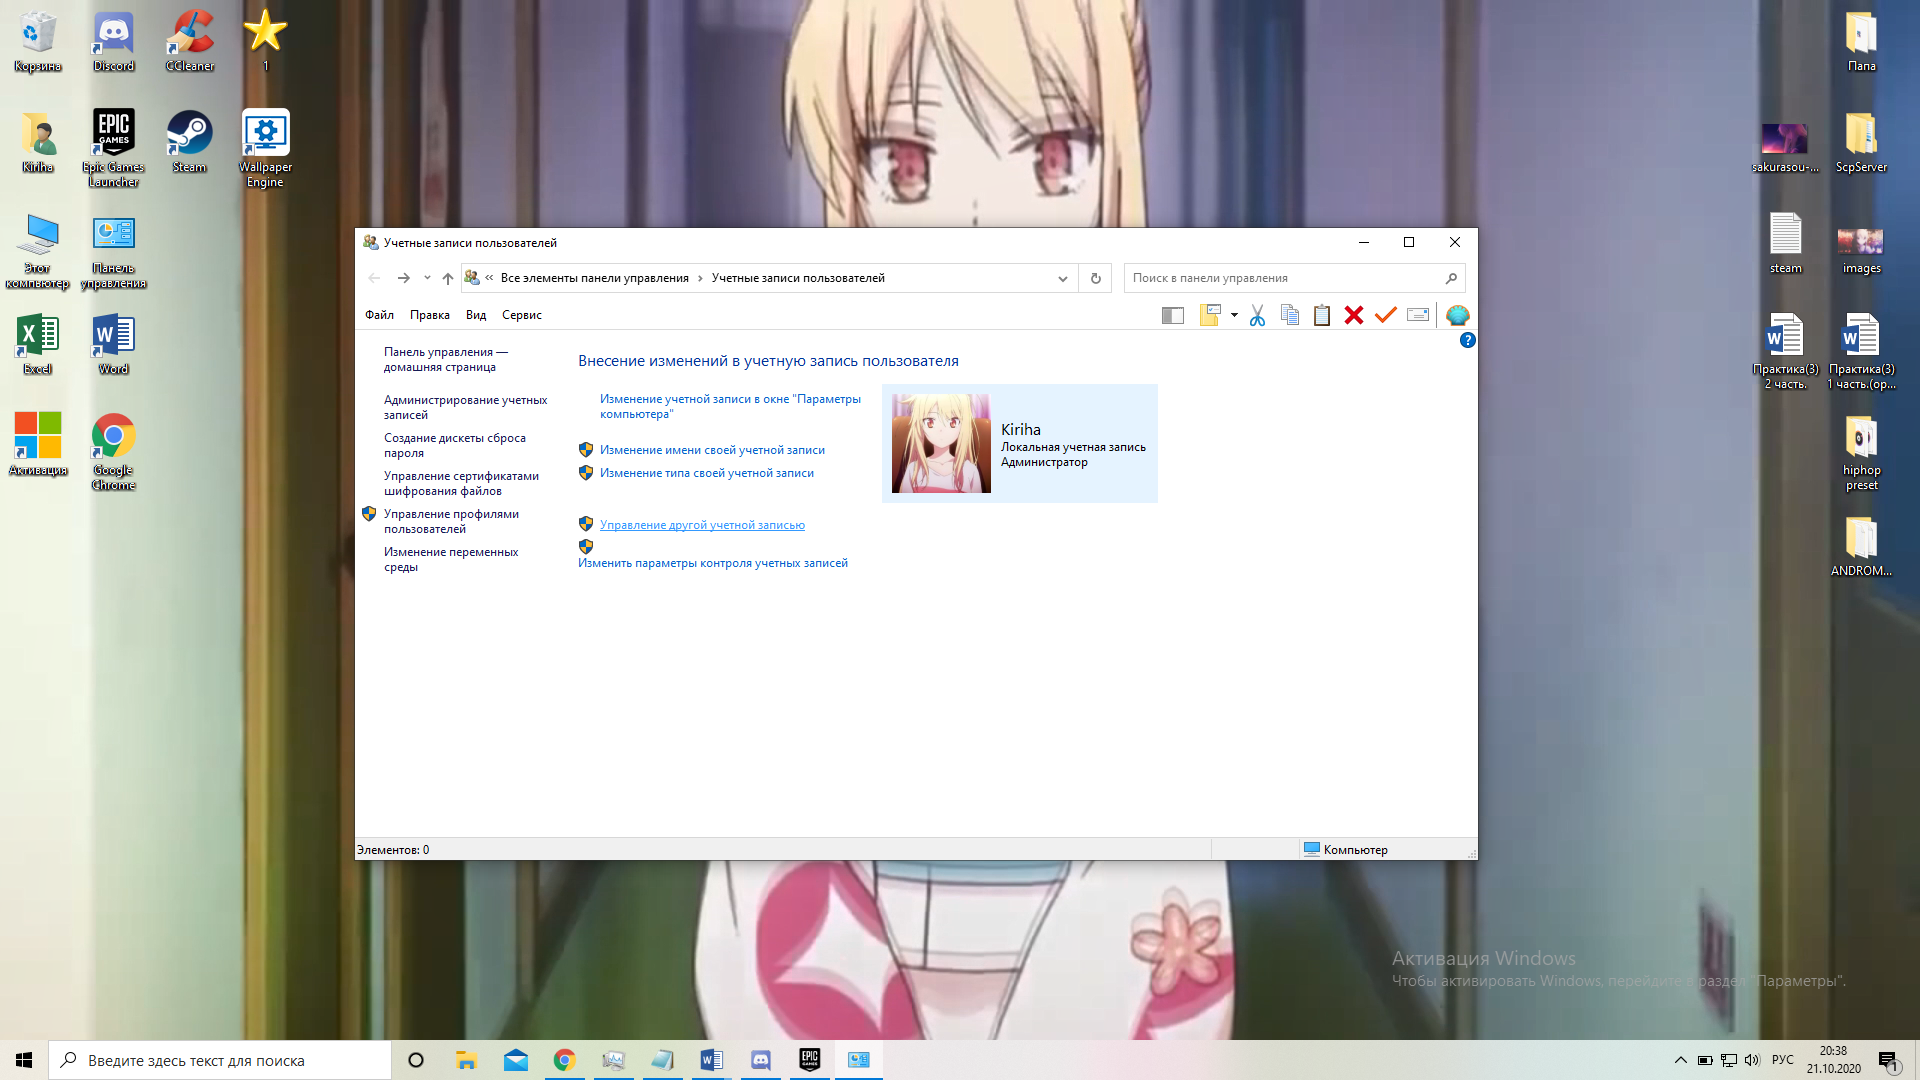 Корзина
Discord
CCleaner
1
Kiriha
EPIC
GAMES
Epic Games
Launcher
Steam
Wallpaper
Engine
Этот
компьютер
Панель
управления
Excel
Word
Активация
Google
Chrome
Папа
sakurasou-...
ScpServer
steam
images
Практика(3)
2 часть.
Практика(3)
1 часть.(ор...
hiphop
preset
ANDROM...
Учетные записи пользователей
« Все элементы панели управления › Учетные записи пользователей
Поиск в панели управления
Файл Правка Вид Сервис
Панель управления —
домашняя страница
Администрирование учетных
записей
Создание дискеты сброса
пароля
Управление сертификатами
шифрования файлов
Управление профилями
пользователей
Изменение переменных
среды
Внесение изменений в учетную запись пользователя
Изменение учетной записи в окне "Параметры
компьютера"
Изменение имени своей учетной записи
Изменение типа своей учетной записи
Управление другой учетной записью
Изменить параметры контроля учетных записей
Kiriha
Локальная учетная запись
Администратор
Элементов: 0
Компьютер
Активация Windows
Чтобы активировать Windows, перейдите в раздел "Параметры".
Введите здесь текст для поиска
EPIC
GAMES
РУС
20:38
21.10.2020
1